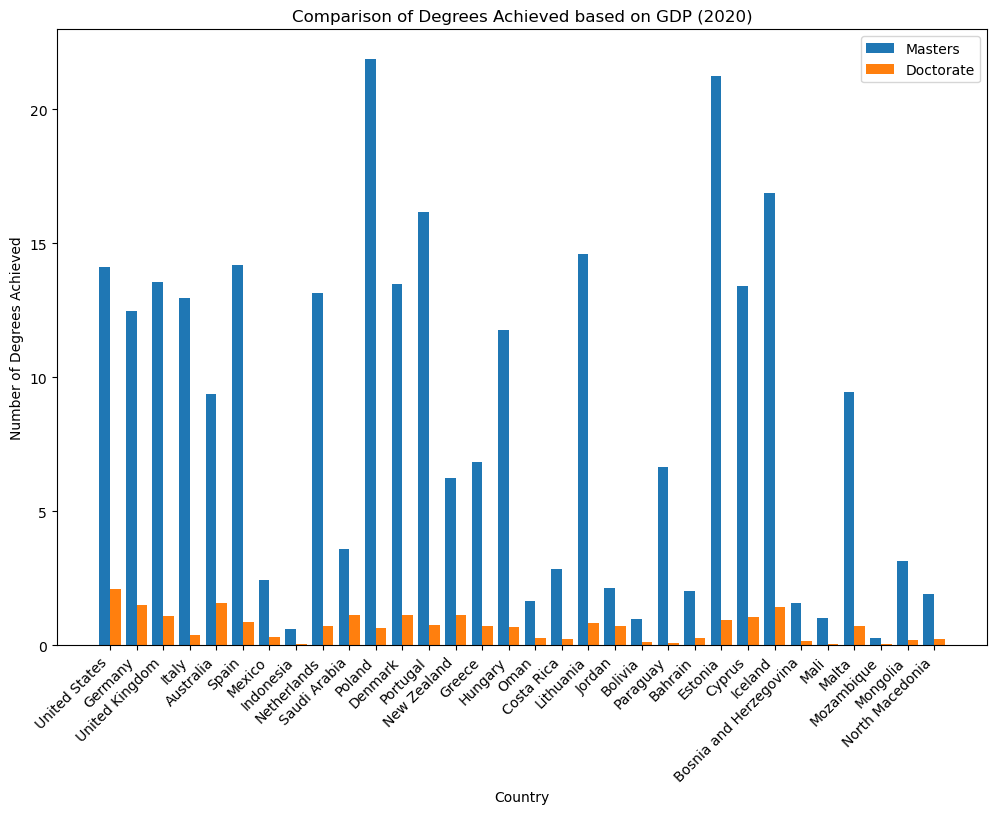 Comparison of Degrees Achieved based on GDP (2020)
Masters
Doctorate
Number of Degrees Achieved
20
15
10
5
0
United States
Germany
United Kingdom
Italy
Australia
Spain
Mexico
Indonesia
Netherlands
Saudi Arabia
Poland
Denmark
Portugal
New Zealand
Greece
Hungary
Oman
Costa Rica
Lithuania
Jordan
Bolivia
Paraguay
Bahrain
Estonia
Cyprus
Iceland
Bosnia and Herzegovina
Mali
Malta
Mozambique
Mongolia
North Macedonia
Country